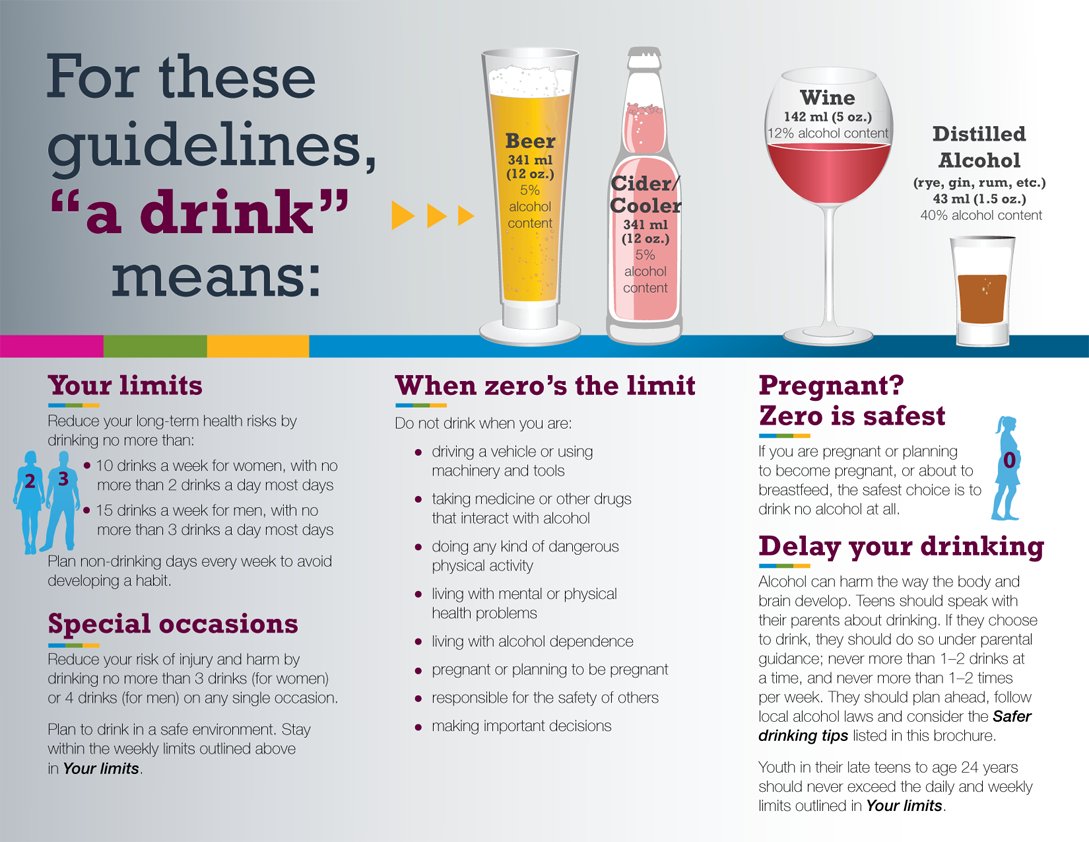 For these
guidelines,
“a drink”
means:
Beer
341 ml
(12 oz.)
5%
alcohol
content
Cider/
Cooler
341 ml
(12 oz.)
5%
alcohol
content
Wine
142 ml (5 oz.)
12% alcohol content
Distilled
Alcohol
(rye, gin, rum, etc.)
43 ml (1.5 oz.)
40% alcohol content
Your limits
Reduce your long-term health risks by
drinking no more than:
2 3
• 10 drinks a week for women, with no
more than 2 drinks a day most days
• 15 drinks a week for men, with no
more than 3 drinks a day most days
Plan non-drinking days every week to avoid
developing a habit.
Special occasions
Reduce your risk of injury and harm by
drinking no more than 3 drinks (for women)
or 4 drinks (for men) on any single occasion.
Plan to drink in a safe environment. Stay
within the weekly limits outlined above
in Your limits.
When zero’s the limit
Do not drink when you are:
• driving a vehicle or using
machinery and tools
• taking medicine or other drugs
that interact with alcohol
• doing any kind of dangerous
physical activity
• living with mental or physical
health problems
• living with alcohol dependence
• pregnant or planning to be pregnant
• responsible for the safety of others
• making important decisions
Pregnant?
Zero is safest
If you are pregnant or planning
to become pregnant, or about to
breastfeed, the safest choice is to
drink no alcohol at all.
0
Delay your drinking
Alcohol can harm the way the body and
brain develop. Teens should speak with
their parents about drinking. If they choose
to drink, they should do so under parental
guidance; never more than 1–2 drinks at
a time, and never more than 1–2 times
per week. They should plan ahead, follow
local alcohol laws and consider the Safer
drinking tips listed in this brochure.
Youth in their late teens to age 24 years
should never exceed the daily and weekly
limits outlined in Your limits.